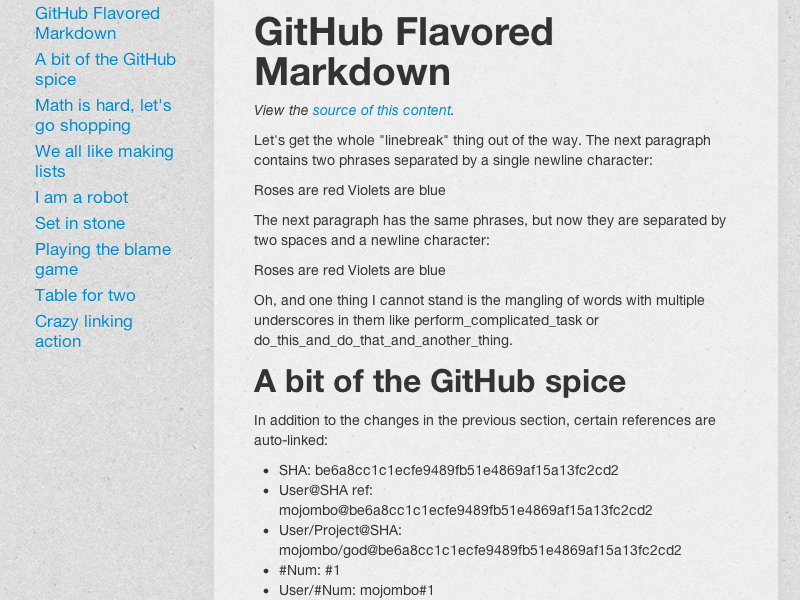 GitHub Flavored
Markdown
A bit of the GitHub
spice
Math is hard, let's
go shopping
We all like making
lists
I am a robot
Set in stone
Playing the blame
game
Table for two
Crazy linking
action
GitHub Flavored
Markdown
View the source of this content.
Let's get the whole "linebreak" thing out of the way. The next paragraph
contains two phrases separated by a single newline character:
Roses are red Violets are blue
The next paragraph has the same phrases, but now they are separated by
two spaces and a newline character:
Roses are red Violets are blue
Oh, and one thing I cannot stand is the mangling of words with multiple
underscores in them like perform_complicated_task or
do_this_and_do_that_and_another_thing.
A bit of the GitHub spice
In addition to the changes in the previous section, certain references are
auto-linked:
• SHA: be6a8cc1c1ecfe9489fb51e4869af15a13fc2cd2
• User@SHA ref:
mojombo@be6a8cc1c1ecfe9489fb51e4869af15a13fc2cd2
• User/Project@SHA:
mojombo/god@be6a8cc1c1ecfe9489fb51e4869af15a13fc2cd2
• #Num: #1
• User/#Num: mojombo#1